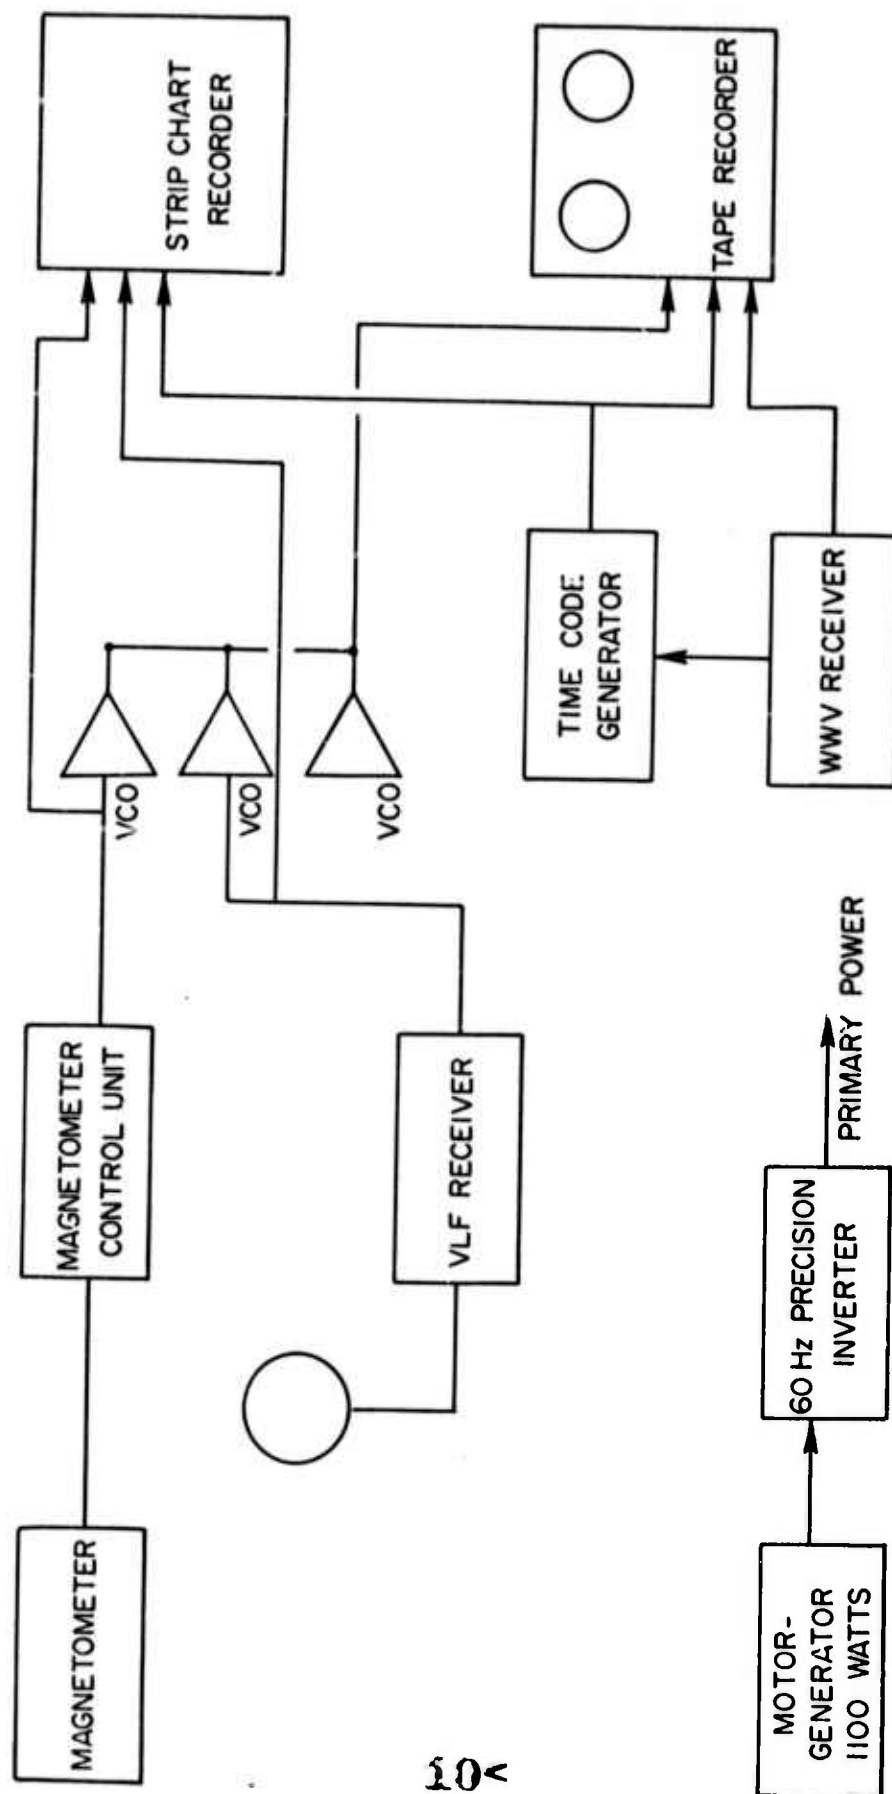 MAGNETOMETER
MAGNETOMETER
CONTROL UNIT
VCO
STRIP CHART
RECORDER
VCO
VCO
VLF RECEIVER
TAPE RECORDER
TIME CODE
GENERATOR
WWV RECEIVER
MOTOR-
GENERATOR
1100 WATTS
60 Hz PRECISION
INVERTER
PRIMARY POWER
10<